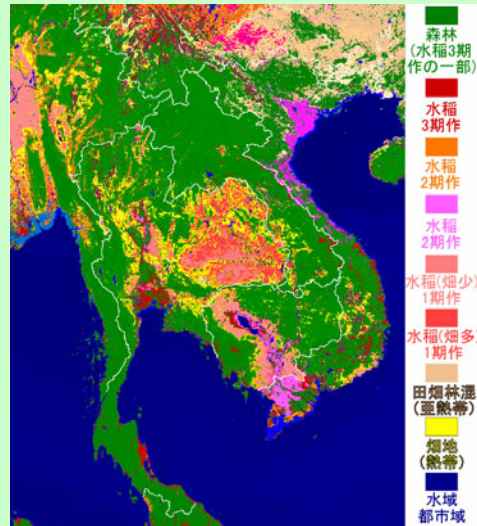 森林
(水稲3期
作の一部)
水稲
3期作
水稲
2期作
水稲
2期作
水稲(畑少)
1期作
水稲(畑多)
1期作
田畑林混
(亜熱帯)
畑地
(熱帯)
水域
都市域